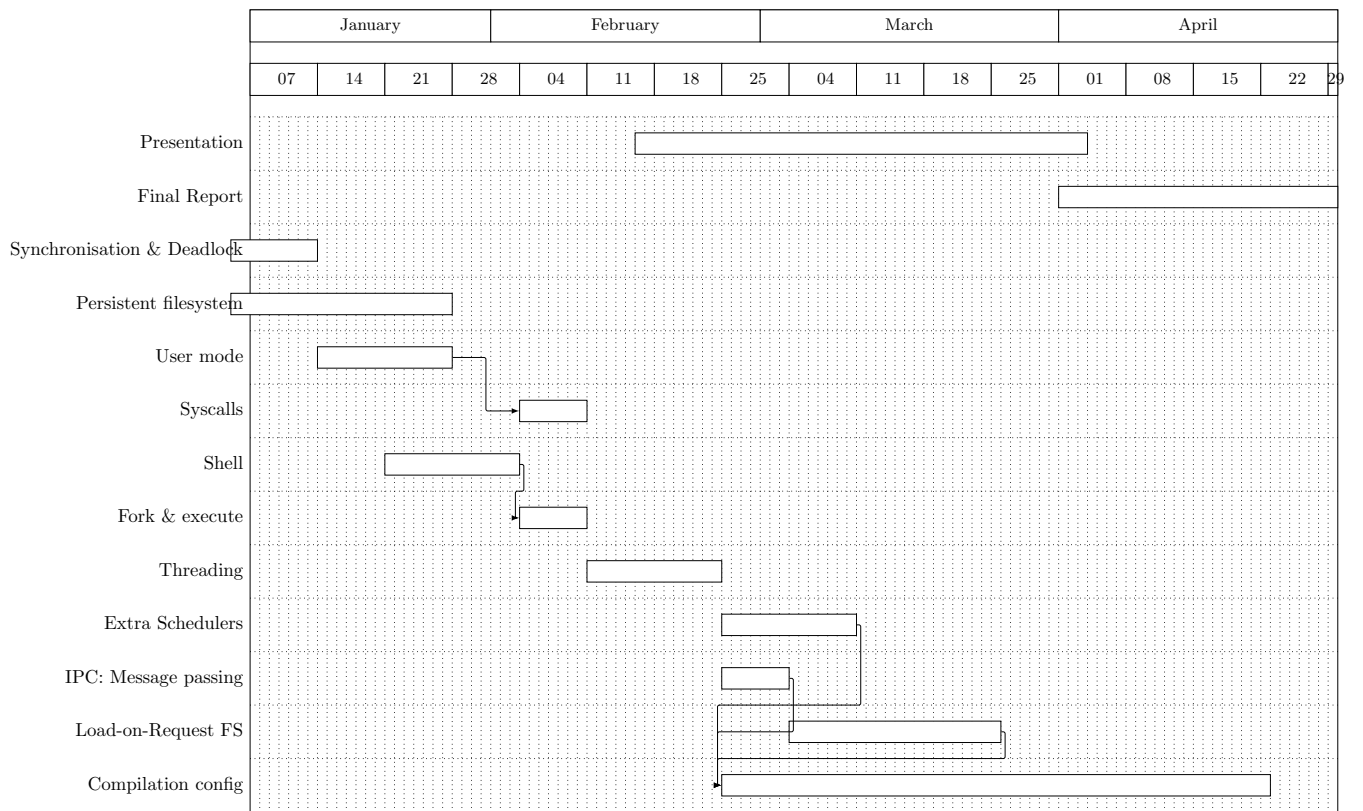 January February March April
07 14 21 28 04 11 18 25 04 11 18 25 01 08 15 22 29
Presentation
Final Report
Synchronisation & Deadlock
Persistent filesystem
User mode
Syscalls
Shell
Fork & execute
Threading
Extra Schedulers
IPC: Message passing
Load-on-Request FS
Compilation config